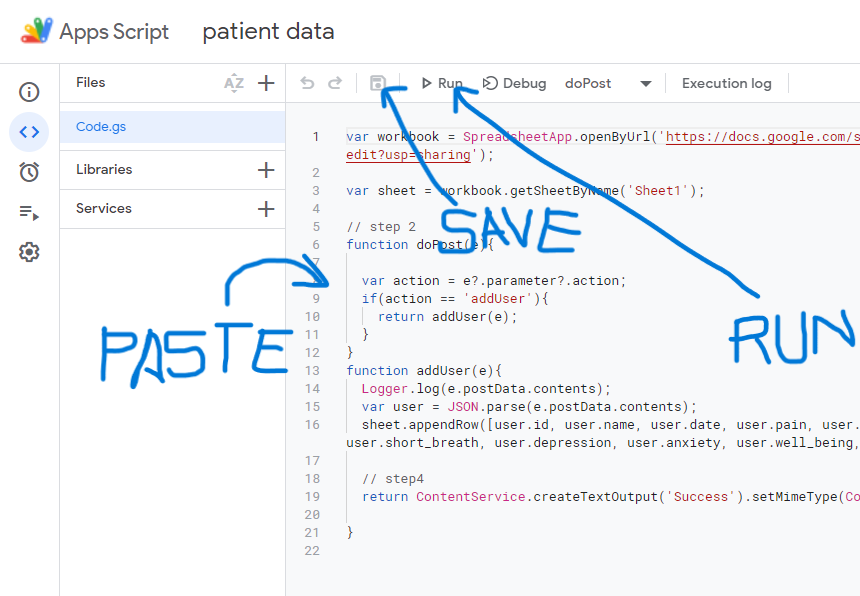 Apps Script patient data
Files AZ
Run Debug doPost Execution log
Code.gs
Libraries
Services
1 var workbook = SpreadsheetApp.openByUrl('https://docs.google.com/s
edit?usp=sharing');
2
3 var sheet = workbook.getSheetByName('Sheet1');
4
5 // step 2
6 function doPost(e){
7
var action = e?.parameter?.action;
9 if(action == 'addUser'){
10 return addUser(e);
11 }
12 }
13 function addUser(e){
14 Logger.log(e.postData.contents);
15 var user = JSON.parse(e.postData.contents);
16 sheet.appendRow([user.id, user.name, user.date, user.pain, user.
user.short_breath, user.depression, user.anxiety, user.well_being,
17
18 // step4
19 return ContentService.createTextOutput('Success').setMimeType(Co
20
21 }
22
SAVE
PASTE
RUN